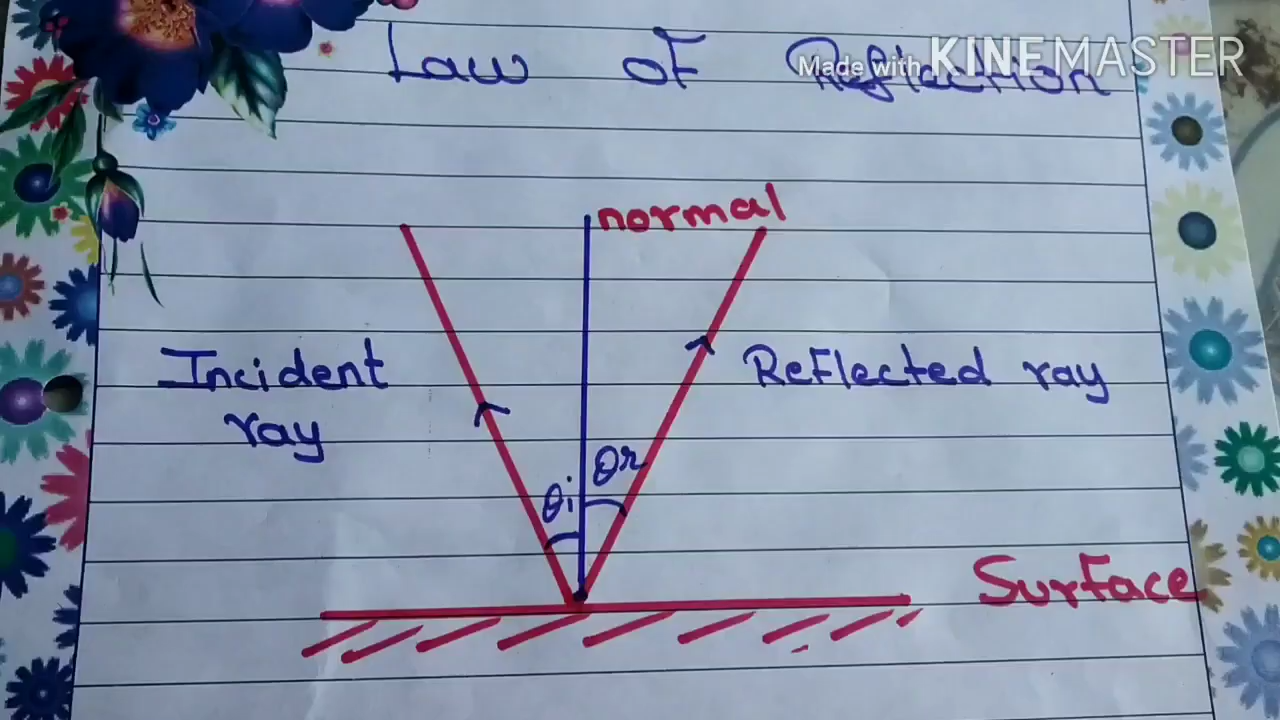 Law of Reflection
Made with KINEMASTER
normal
Incident
ray
Reflected ray
θi
θr
Surface